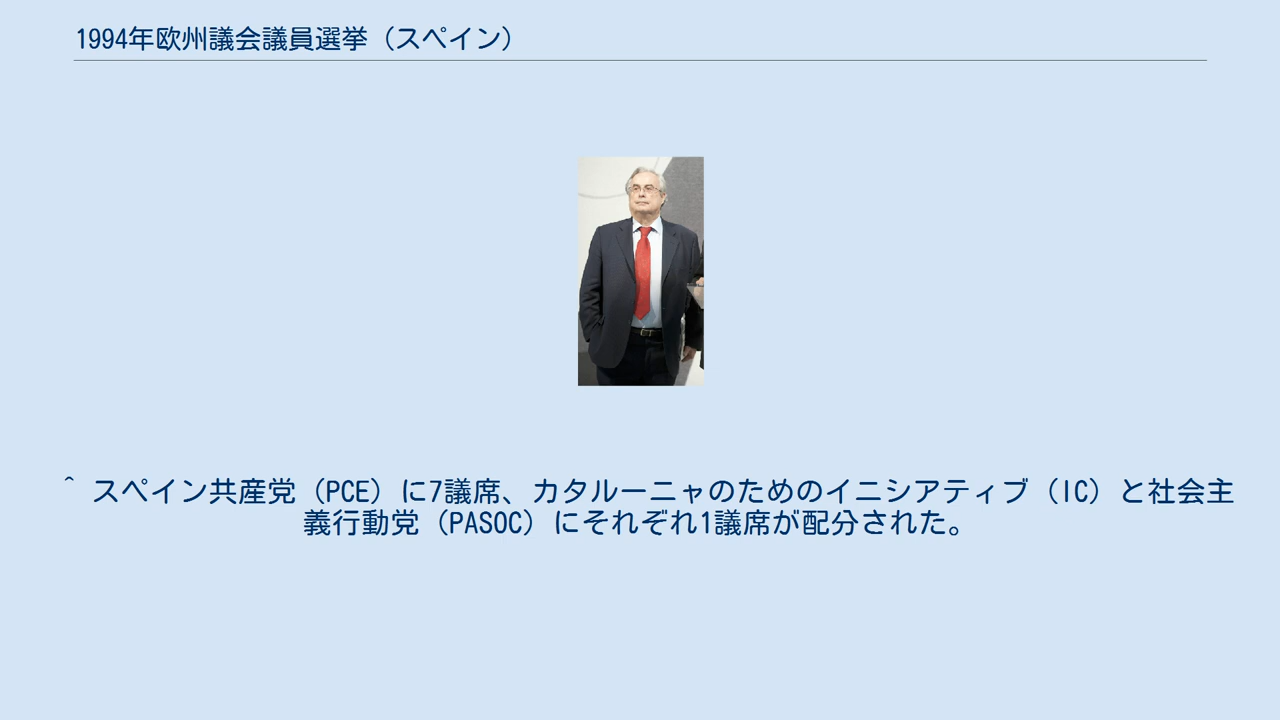 1994年欧州議会議員選挙（スペイン）
^ スペイン共産党（PCE）に7議席、カタルーニャのためのイニシアティブ（IC）と社会主
義行動党（PASOC）にそれぞれ1議席が配分された。